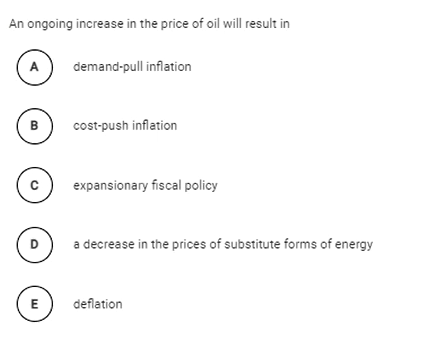 An ongoing increase in the price of oil will result in
A demand-pull inflation
B cost-push inflation
C expansionary fiscal policy
D a decrease in the prices of substitute forms of energy
E deflation